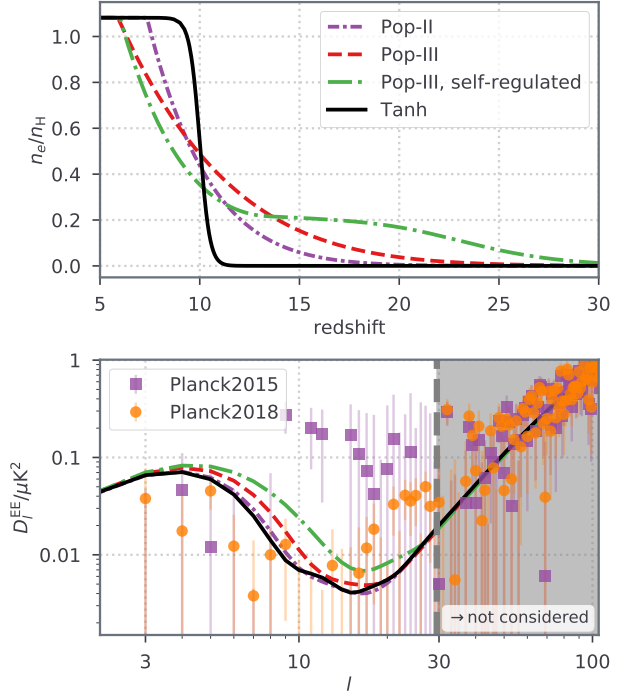 1.0
0.8
0.6
0.4
0.2
0.0
n_e/n_H
Pop-II
Pop-III
Pop-III, self-regulated
Tanh
5 10 15 20 25 30
redshift
1
0.1
0.01
D_l^EE/μK²
Planck2015
Planck2018
→ not considered
3 10 30 100
l